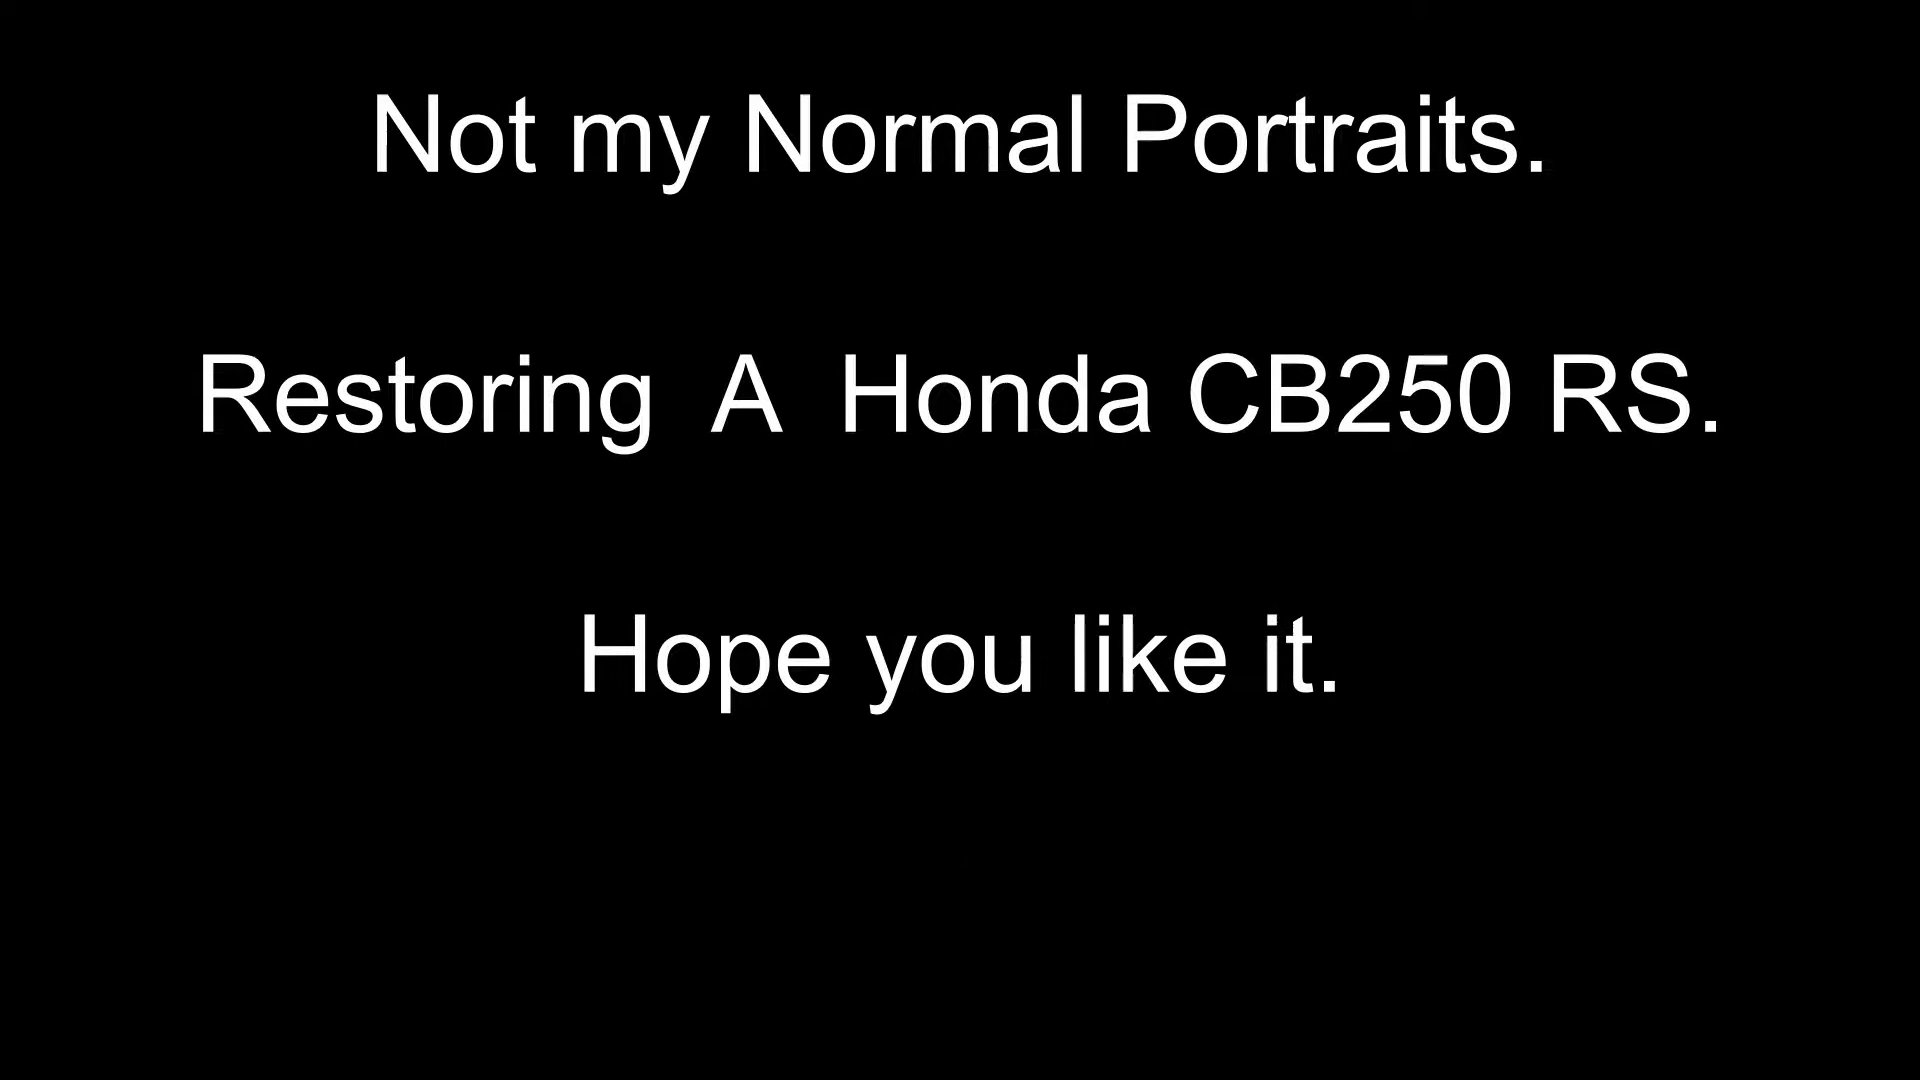 Not my Normal Portraits.
Restoring  A  Honda CB250 RS.
Hope you like it.